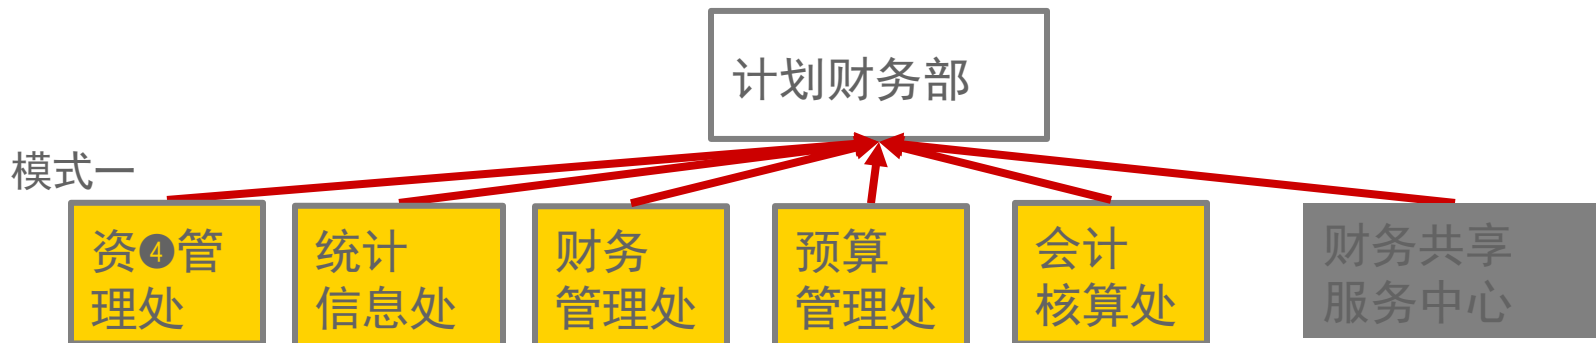 计划财务部
模式一
资❹管
理处
统计
信息处
财务
管理处
预算
管理处
会计
核算处
财务共享
服务中心